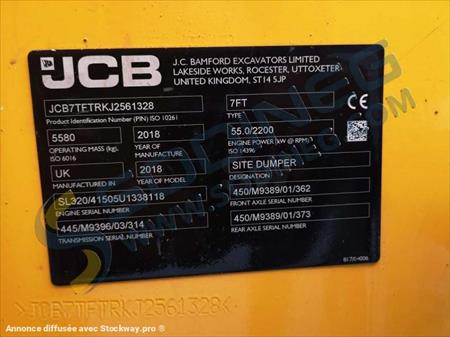 JCB
J.C. BAMFORD EXCAVATORS LIMITED
LAKESIDE WORKS, ROCESTER, UTTOXETER
UNITED KINGDOM, ST14 5JP
JCB7TETRKJ2561328
Product Identification Number (PIN) ISO 10261
7FT
TYPE
5580
OPERATING MASS (kg),
ISO 6016
2018
YEAR OF
MANUFACTURE
55.0/2200
ENGINE POWER (kW @ RPM)
ISO 14396
UK
MANUFACTURED
2018
YEAR OF MODEL
SITE DUMPER
DESIGNATION
SL320/41505U1338118
ENGINE SERIAL NUMBER
450/M9389/01/362
FRONT AXLE SERIAL NUMBER
445/M9396/03/314
TRANSMISSION SERIAL NUMBER
450/M9389/01/373
REAR AXLE SERIAL NUMBER
817/04006
JCB7TFTRKJ2561328
Annonce diffusée avec Stockway.pro ®